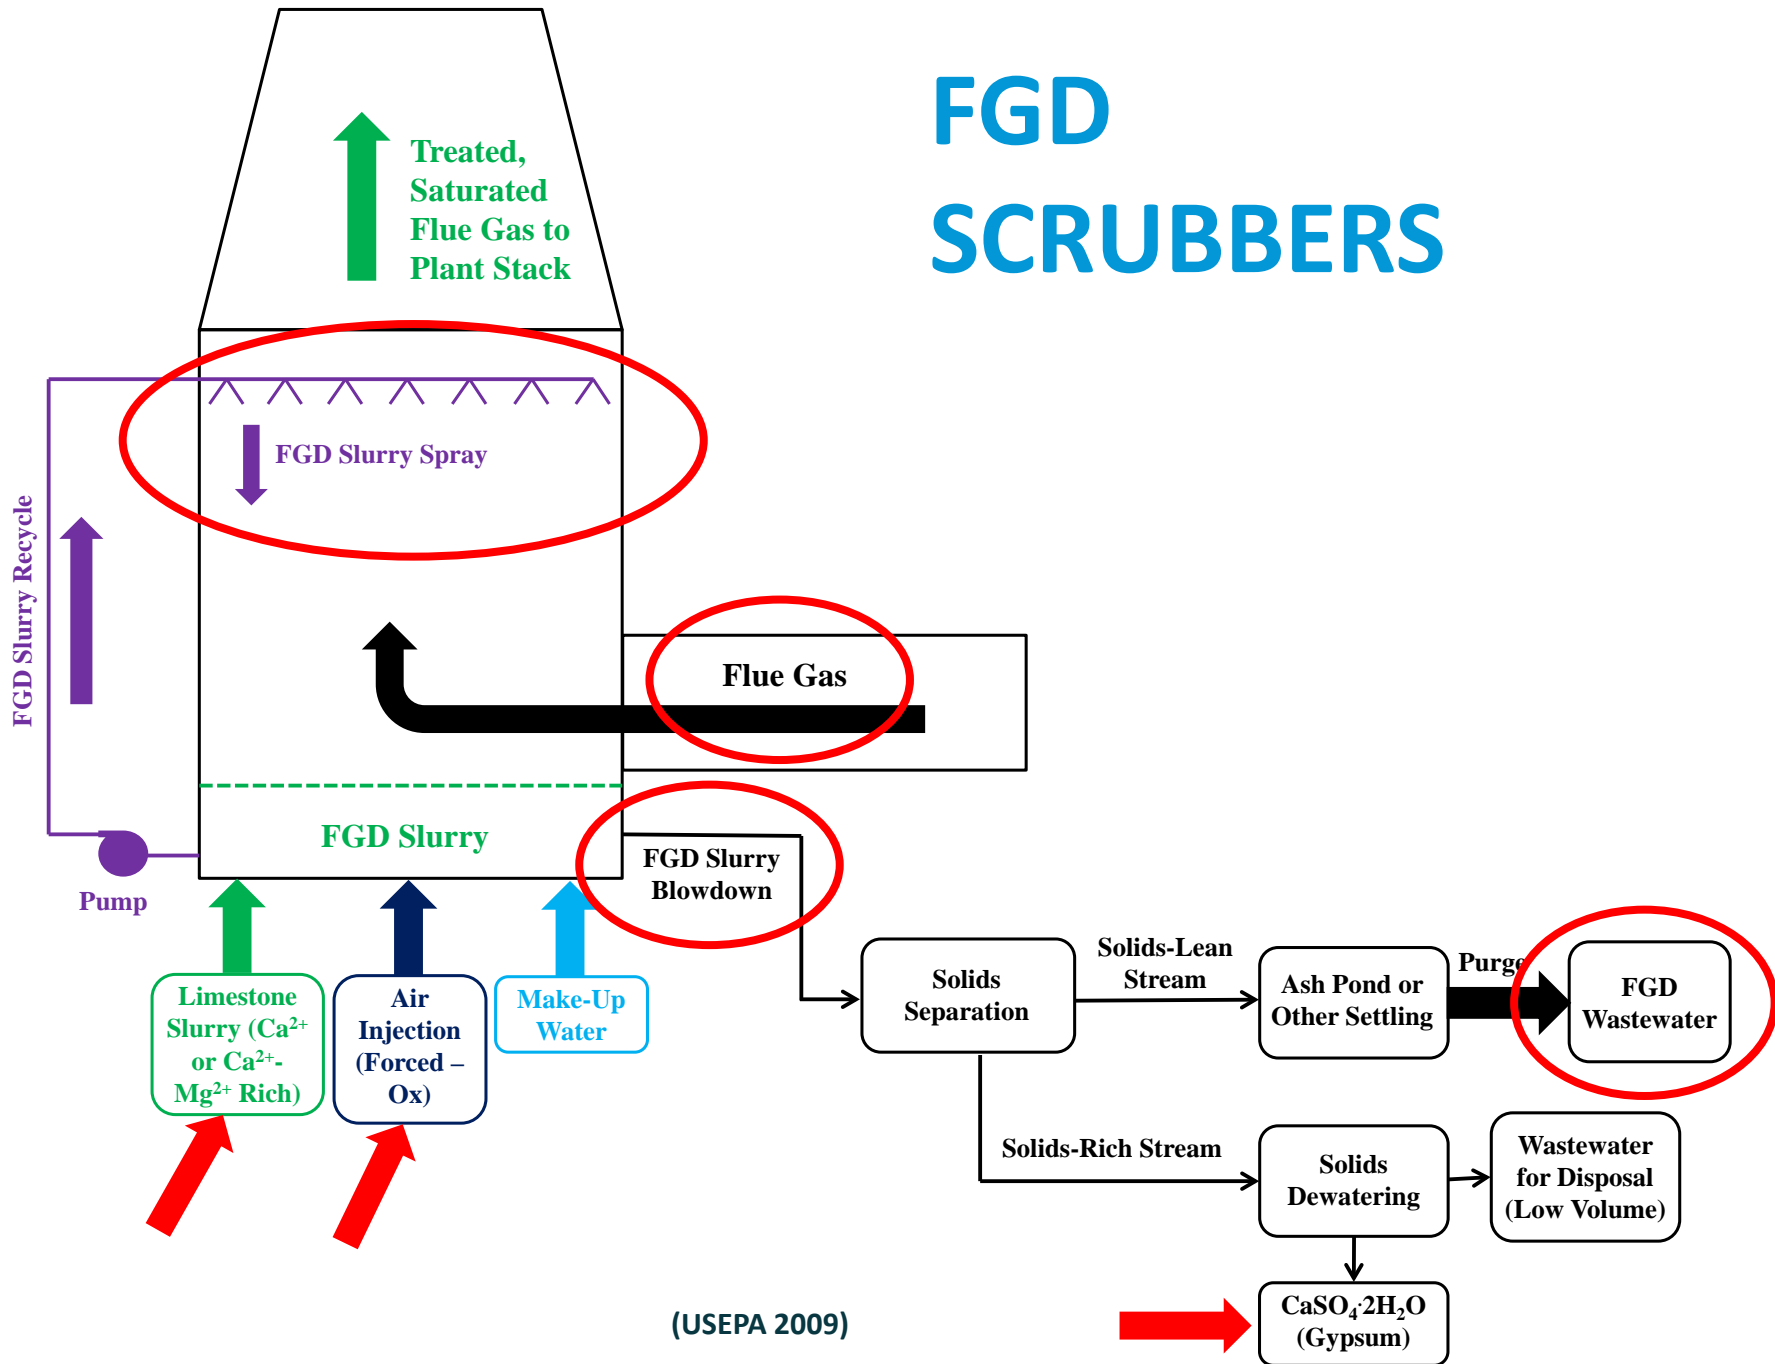 FGD
SCRUBBERS
Treated,
Saturated
Flue Gas to
Plant Stack
FGD Slurry Spray
FGD Slurry Recycle
Flue Gas
FGD Slurry
Pump
FGD Slurry
Blowdown
Limestone
Slurry (Ca²⁺
or Ca²⁺-
Mg²⁺ Rich)
Air
Injection
(Forced –
Ox)
Make-Up
Water
Solids
Separation
Solids-Lean
Stream
Ash Pond or
Other Settling
Purge
FGD
Wastewater
Solids-Rich Stream
Solids
Dewatering
Wastewater
for Disposal
(Low Volume)
CaSO₄·2H₂O
(Gypsum)
(USEPA 2009)